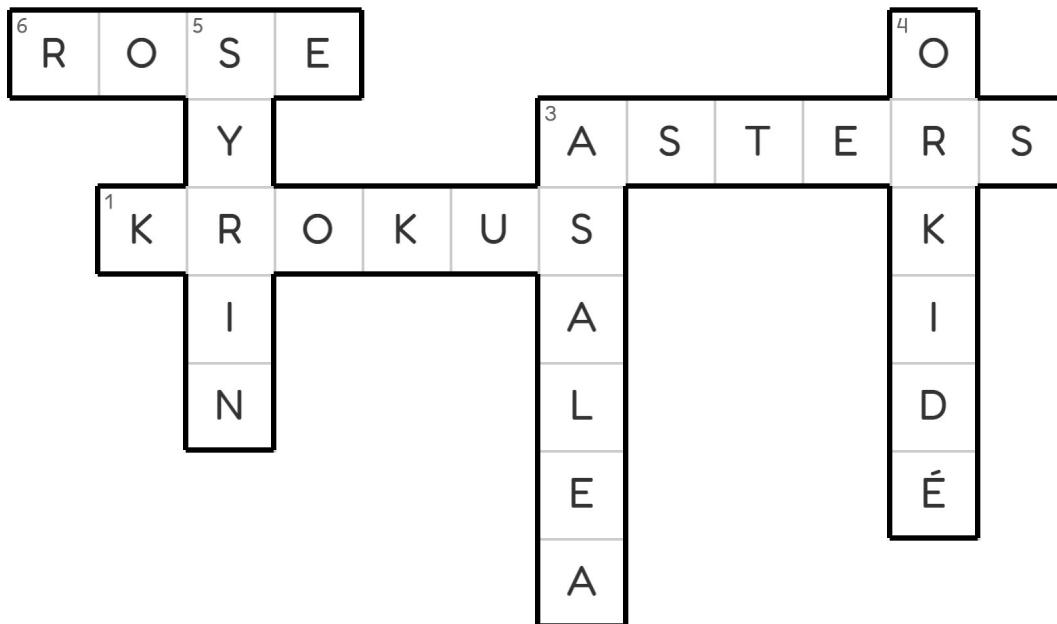 6 R O 5 S E 4 O
Y 3 A S T E R S
1 K R O K U S K
I A I
N L D
E É
A